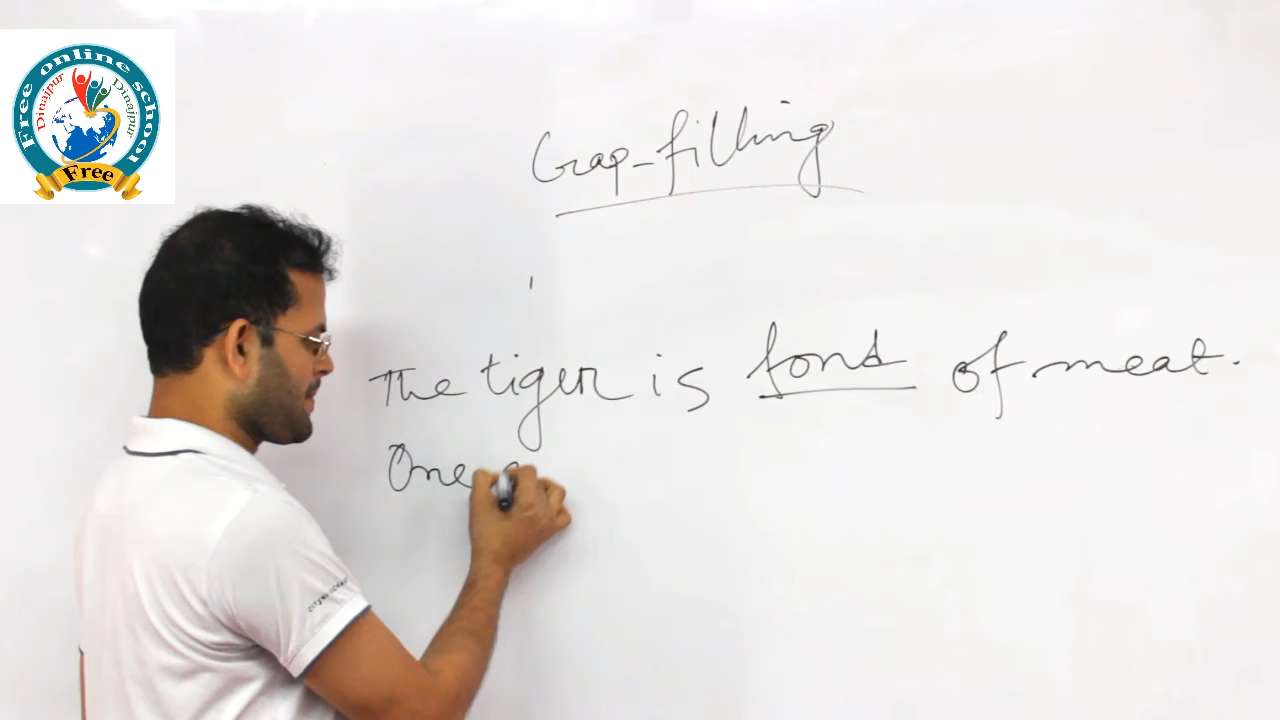 Free online school
Dinajpur Dinajpur
Free
Gap-filling
The tiger is fond of meat.
One